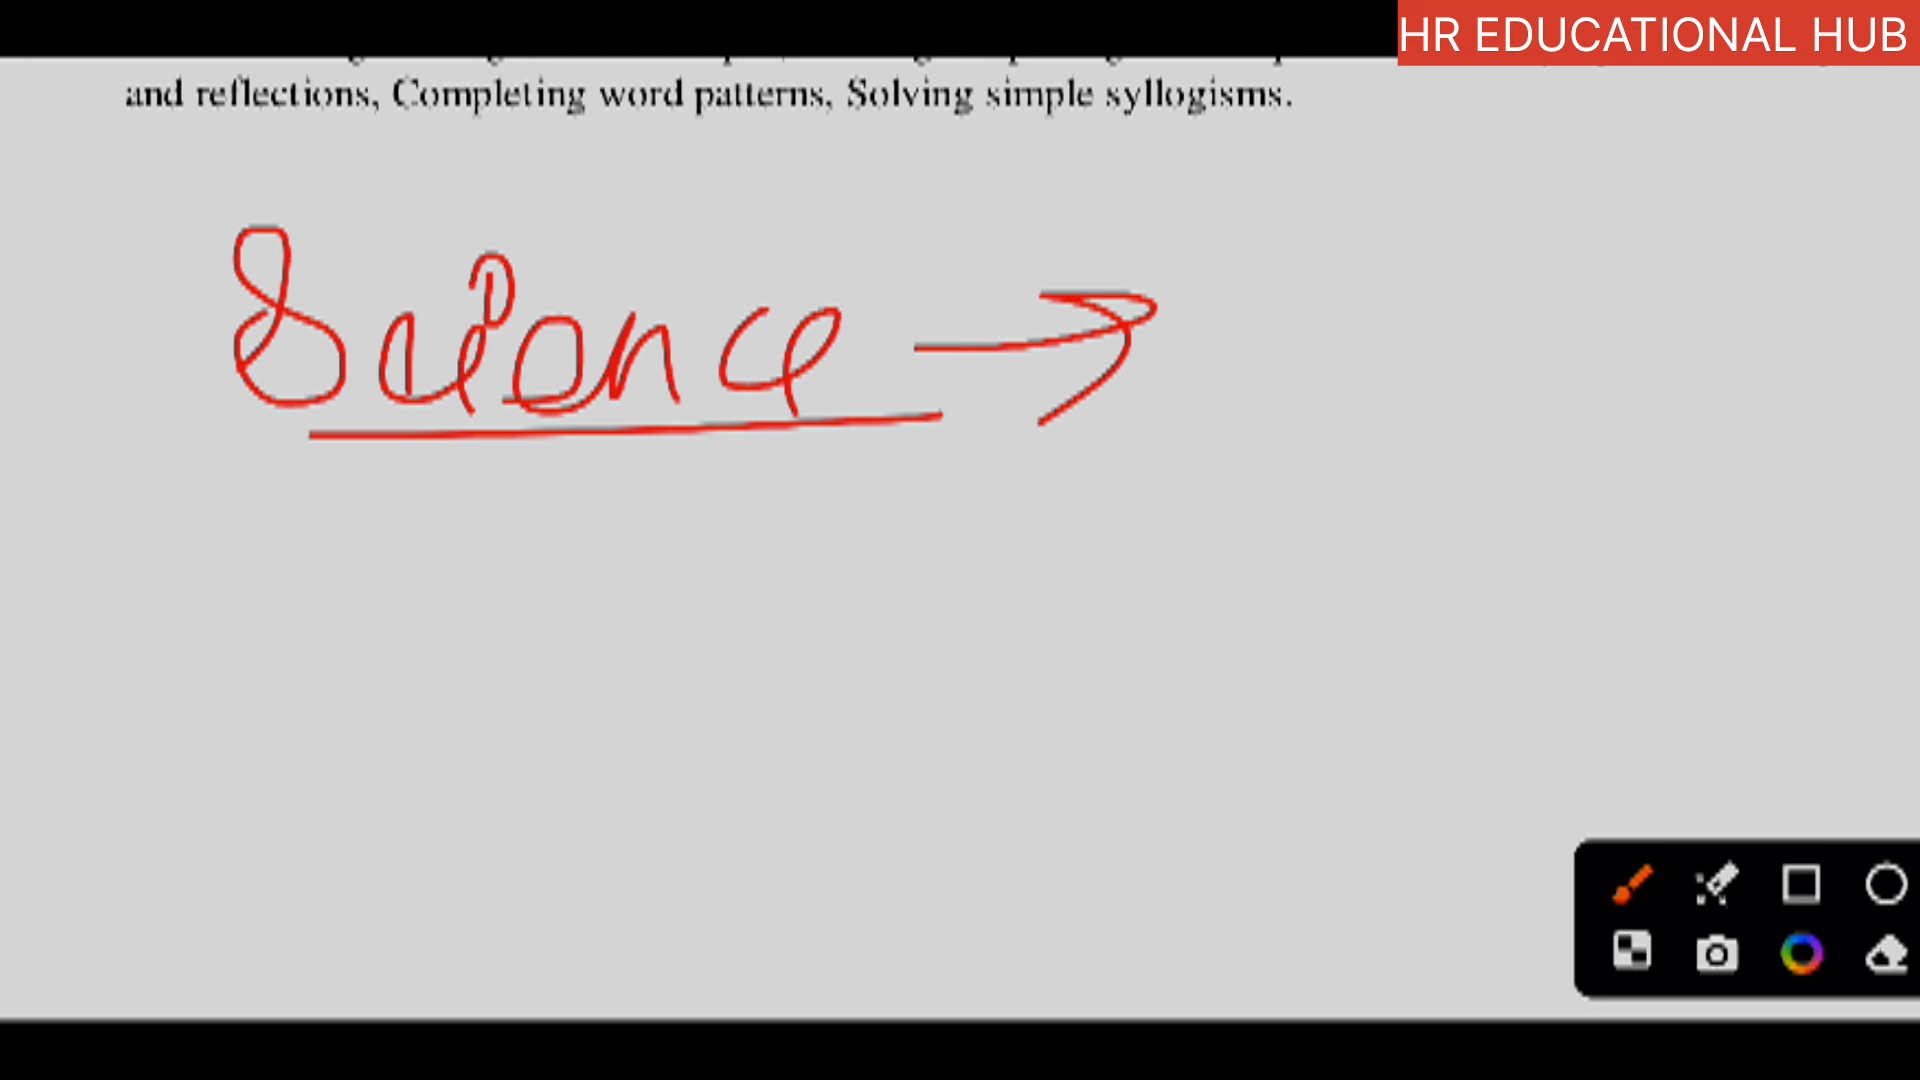 HR EDUCATIONAL HUB
and reflections, Completing word patterns, Solving simple syllogisms.
Science →